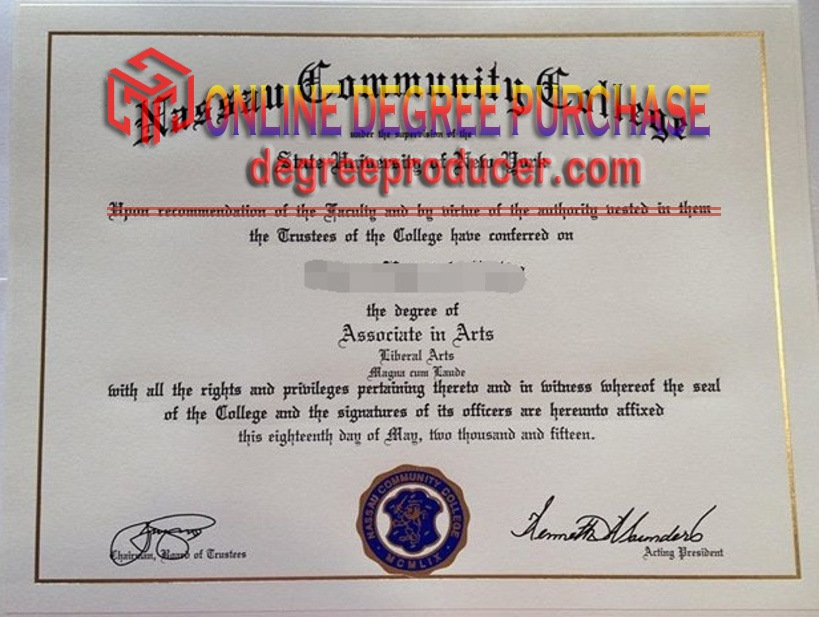 Nassau Community College
ONLINE DEGREE PURCHASE
under the supervision of the
State University of New York
degreeproducer.com
Upon recommendation of the Faculty and by virtue of the authority vested in them
the Trustees of the College have conferred on
the degree of
Associate in Arts
Liberal Arts
Magna cum Laude
with all the rights and privileges pertaining thereto and in witness whereof the seal
of the College and the signatures of its officers are hereunto affixed
this eighteenth day of May, two thousand and fifteen.
NASSAU COMMUNITY COLLEGE
MCMLIX
Kenneth Saunders
Chairman, Board of Trustees
Acting President